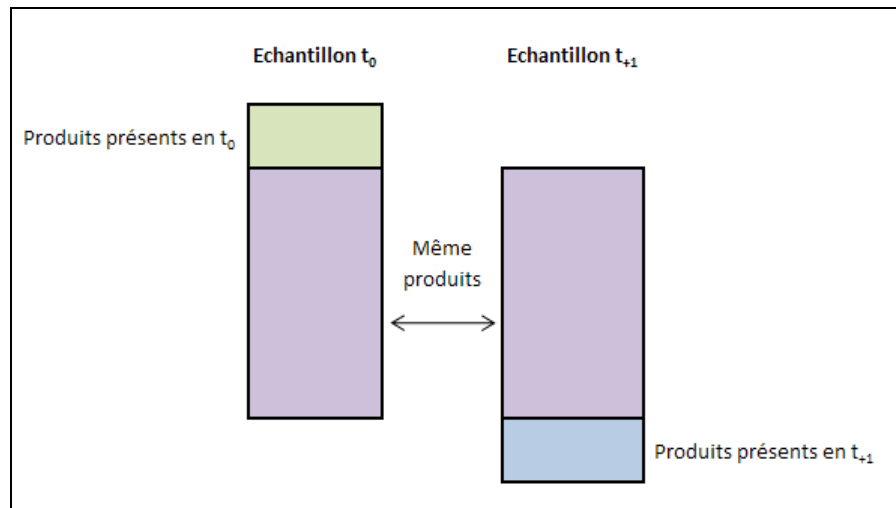 Echantillon t₀
Echantillon t₊₁
Produits présents en t₀
Même
produits
Produits présents en t₊₁